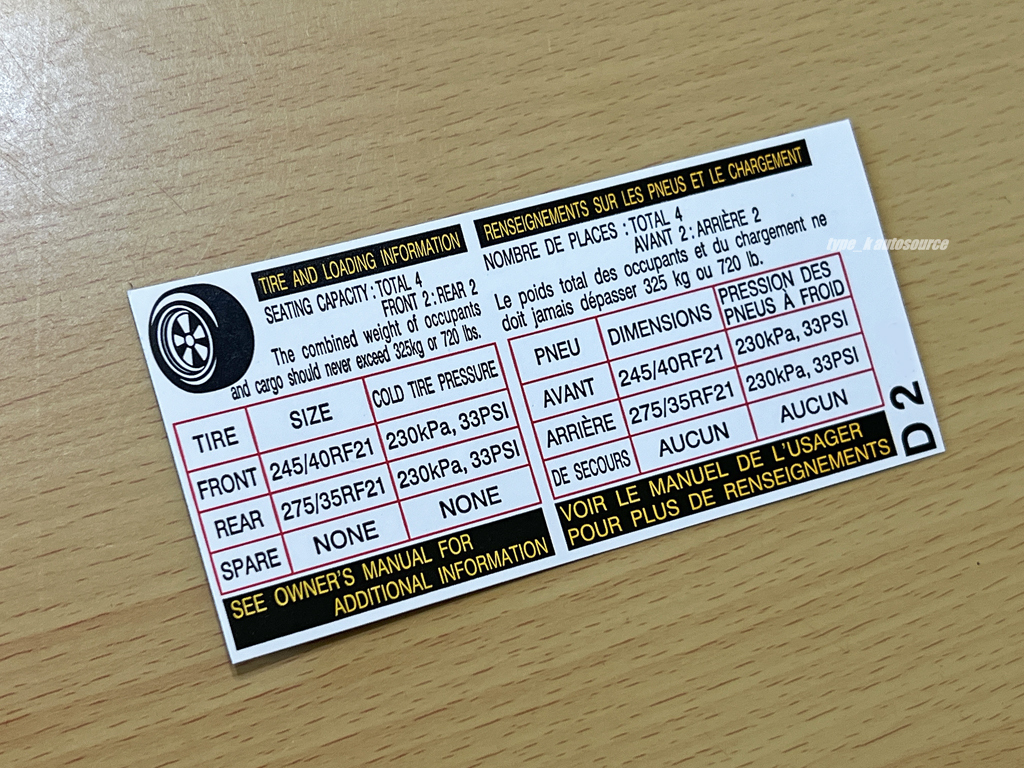 TIRE AND LOADING INFORMATION
SEATING CAPACITY : TOTAL 4
FRONT 2 : REAR 2
The combined weight of occupants
and cargo should never exceed 325kg or 720 lbs.
TIRE SIZE COLD TIRE PRESSURE
FRONT 245/40RF21 230kPa, 33PSI
REAR 275/35RF21 230kPa, 33PSI
SPARE NONE NONE
SEE OWNER'S MANUAL FOR
ADDITIONAL INFORMATION
RENSEIGNEMENTS SUR LES PNEUS ET LE CHARGEMENT
NOMBRE DE PLACES : TOTAL 4
AVANT 2 : ARRIÈRE 2
Le poids total des occupants et du chargement ne
doit jamais dépasser 325 kg ou 720 lb.
PNEU DIMENSIONS PRESSION DES
PNEUS À FROID
AVANT 245/40RF21 230kPa, 33PSI
ARRIÈRE 275/35RF21 230kPa, 33PSI
DE SECOURS AUCUN AUCUN
VOIR LE MANUEL DE L'USAGER
POUR PLUS DE RENSEIGNEMENTS
D2
type_k autosource